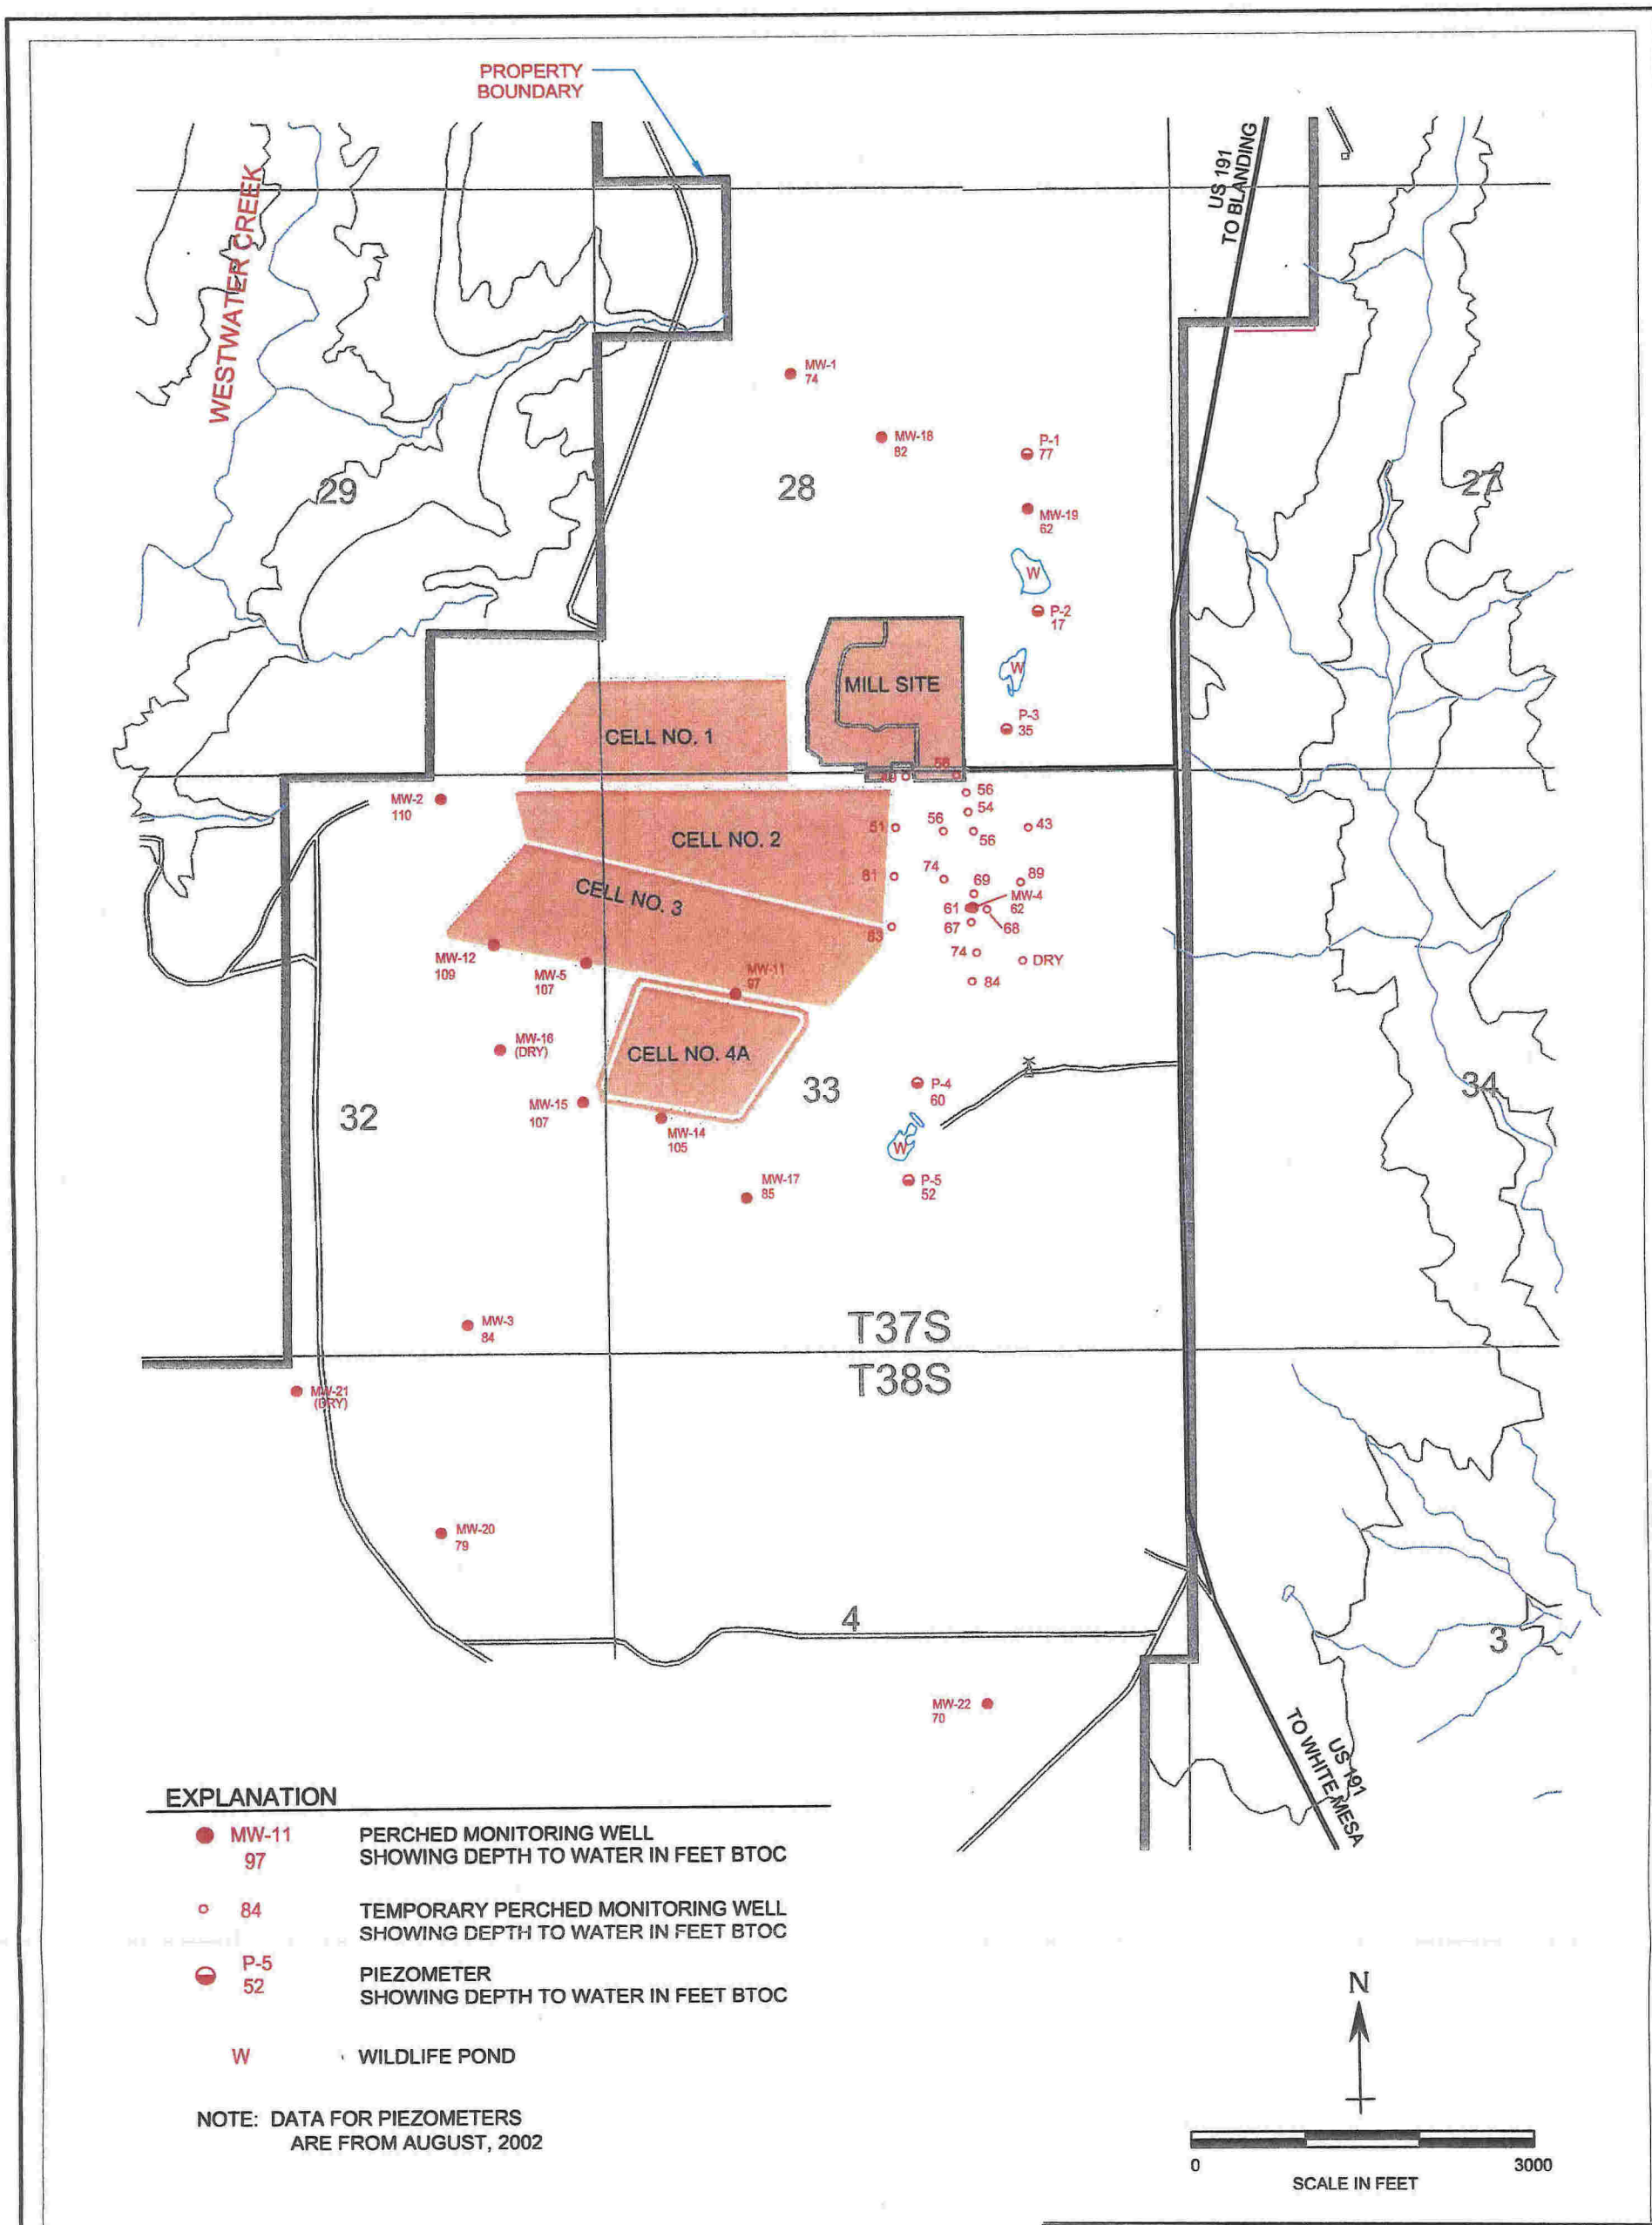 PROPERTY
BOUNDARY
US 191
TO BLANDING
WESTWATER CREEK
MW-1
74
MW-18
82
P-1
77
29
28
27
MW-19
62
W
P-2
17
W
MILL SITE
P-3
35
CELL NO. 1
58
56
MW-2
110
54
CELL NO. 2
51
56
56
43
81
74
69
89
CELL NO. 3
MW-4
62
61
67
68
83
MW-12
109
MW-5
107
MW-11
97
74
DRY
84
MW-16
(DRY)
CELL NO. 4A
33
P-4
60
34
32
MW-15
107
MW-14
105
W
MW-17
85
P-5
52
MW-3
84
T37S
T38S
MW-21
(DRY)
MW-20
79
4
3
MW-22
70
US 191
TO WHITE MESA
EXPLANATION
MW-11
97
PERCHED MONITORING WELL
SHOWING DEPTH TO WATER IN FEET BTOC
84
TEMPORARY PERCHED MONITORING WELL
SHOWING DEPTH TO WATER IN FEET BTOC
P-5
52
PIEZOMETER
SHOWING DEPTH TO WATER IN FEET BTOC
W
WILDLIFE POND
NOTE: DATA FOR PIEZOMETERS
ARE FROM AUGUST, 2002
N
0
3000
SCALE IN FEET